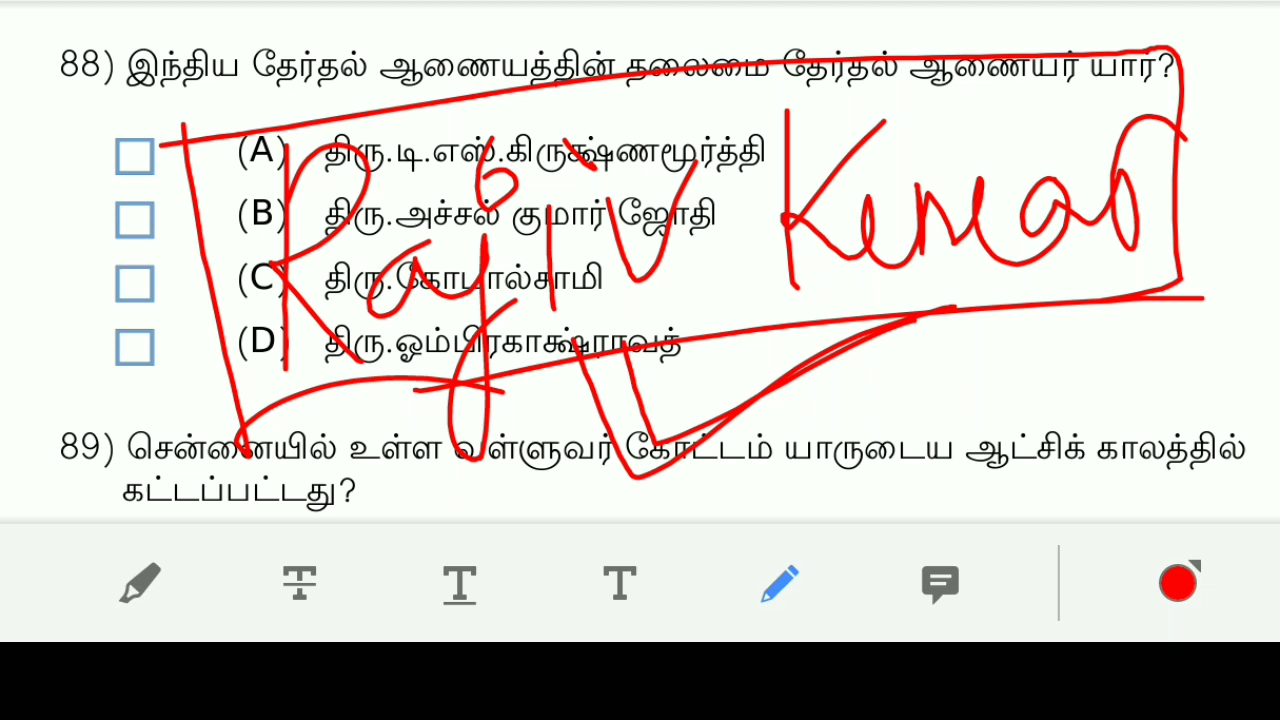 88) இந்திய தேர்தல் ஆணையத்தின் தலைமை தேர்தல் ஆணையர் யார்?
(A) திரு.டி.எஸ்.கிருக்ஷ்ணமூர்த்தி
(B) திரு.அச்சல் குமார் ஜோதி
(C) திரு.கோபால்சாமி
(D) திரு.ஓம்பிரகாக்ஷ்ராவத்
Rajiv Kumar
89) சென்னையில் உள்ள வள்ளுவர் கோட்டம் யாருடைய ஆட்சிக் காலத்தில்
கட்டப்பட்டது?
T T T